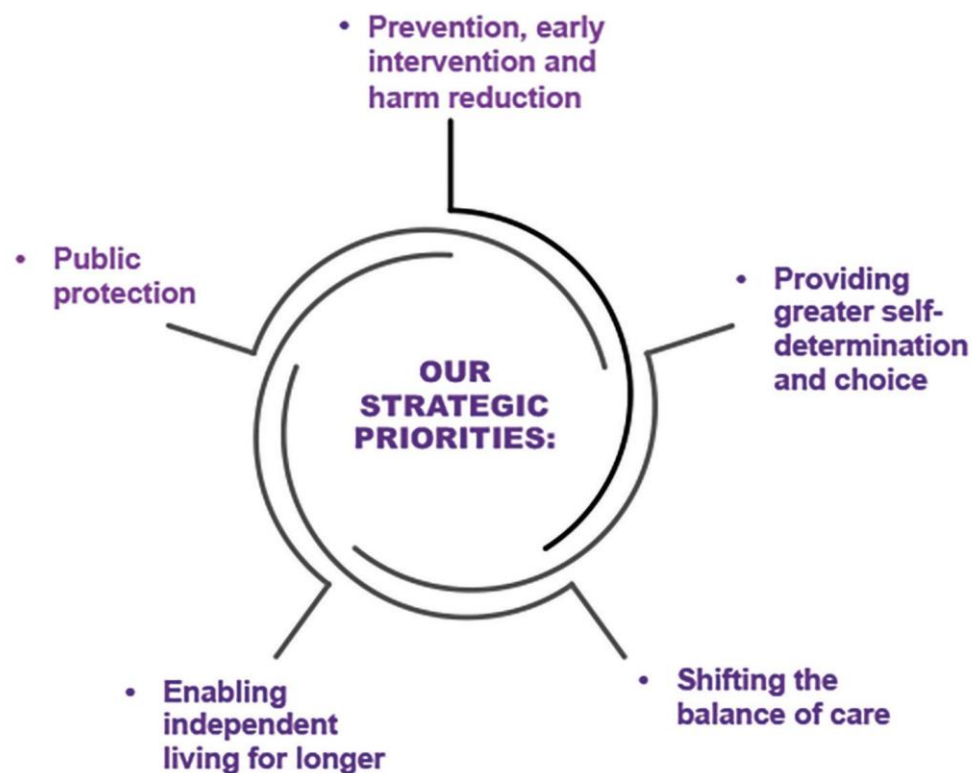 • Prevention, early
intervention and
harm reduction
• Public
protection
• Providing
greater self-
determination
and choice
OUR
STRATEGIC
PRIORITIES:
• Enabling
independent
living for longer
• Shifting the
balance of care